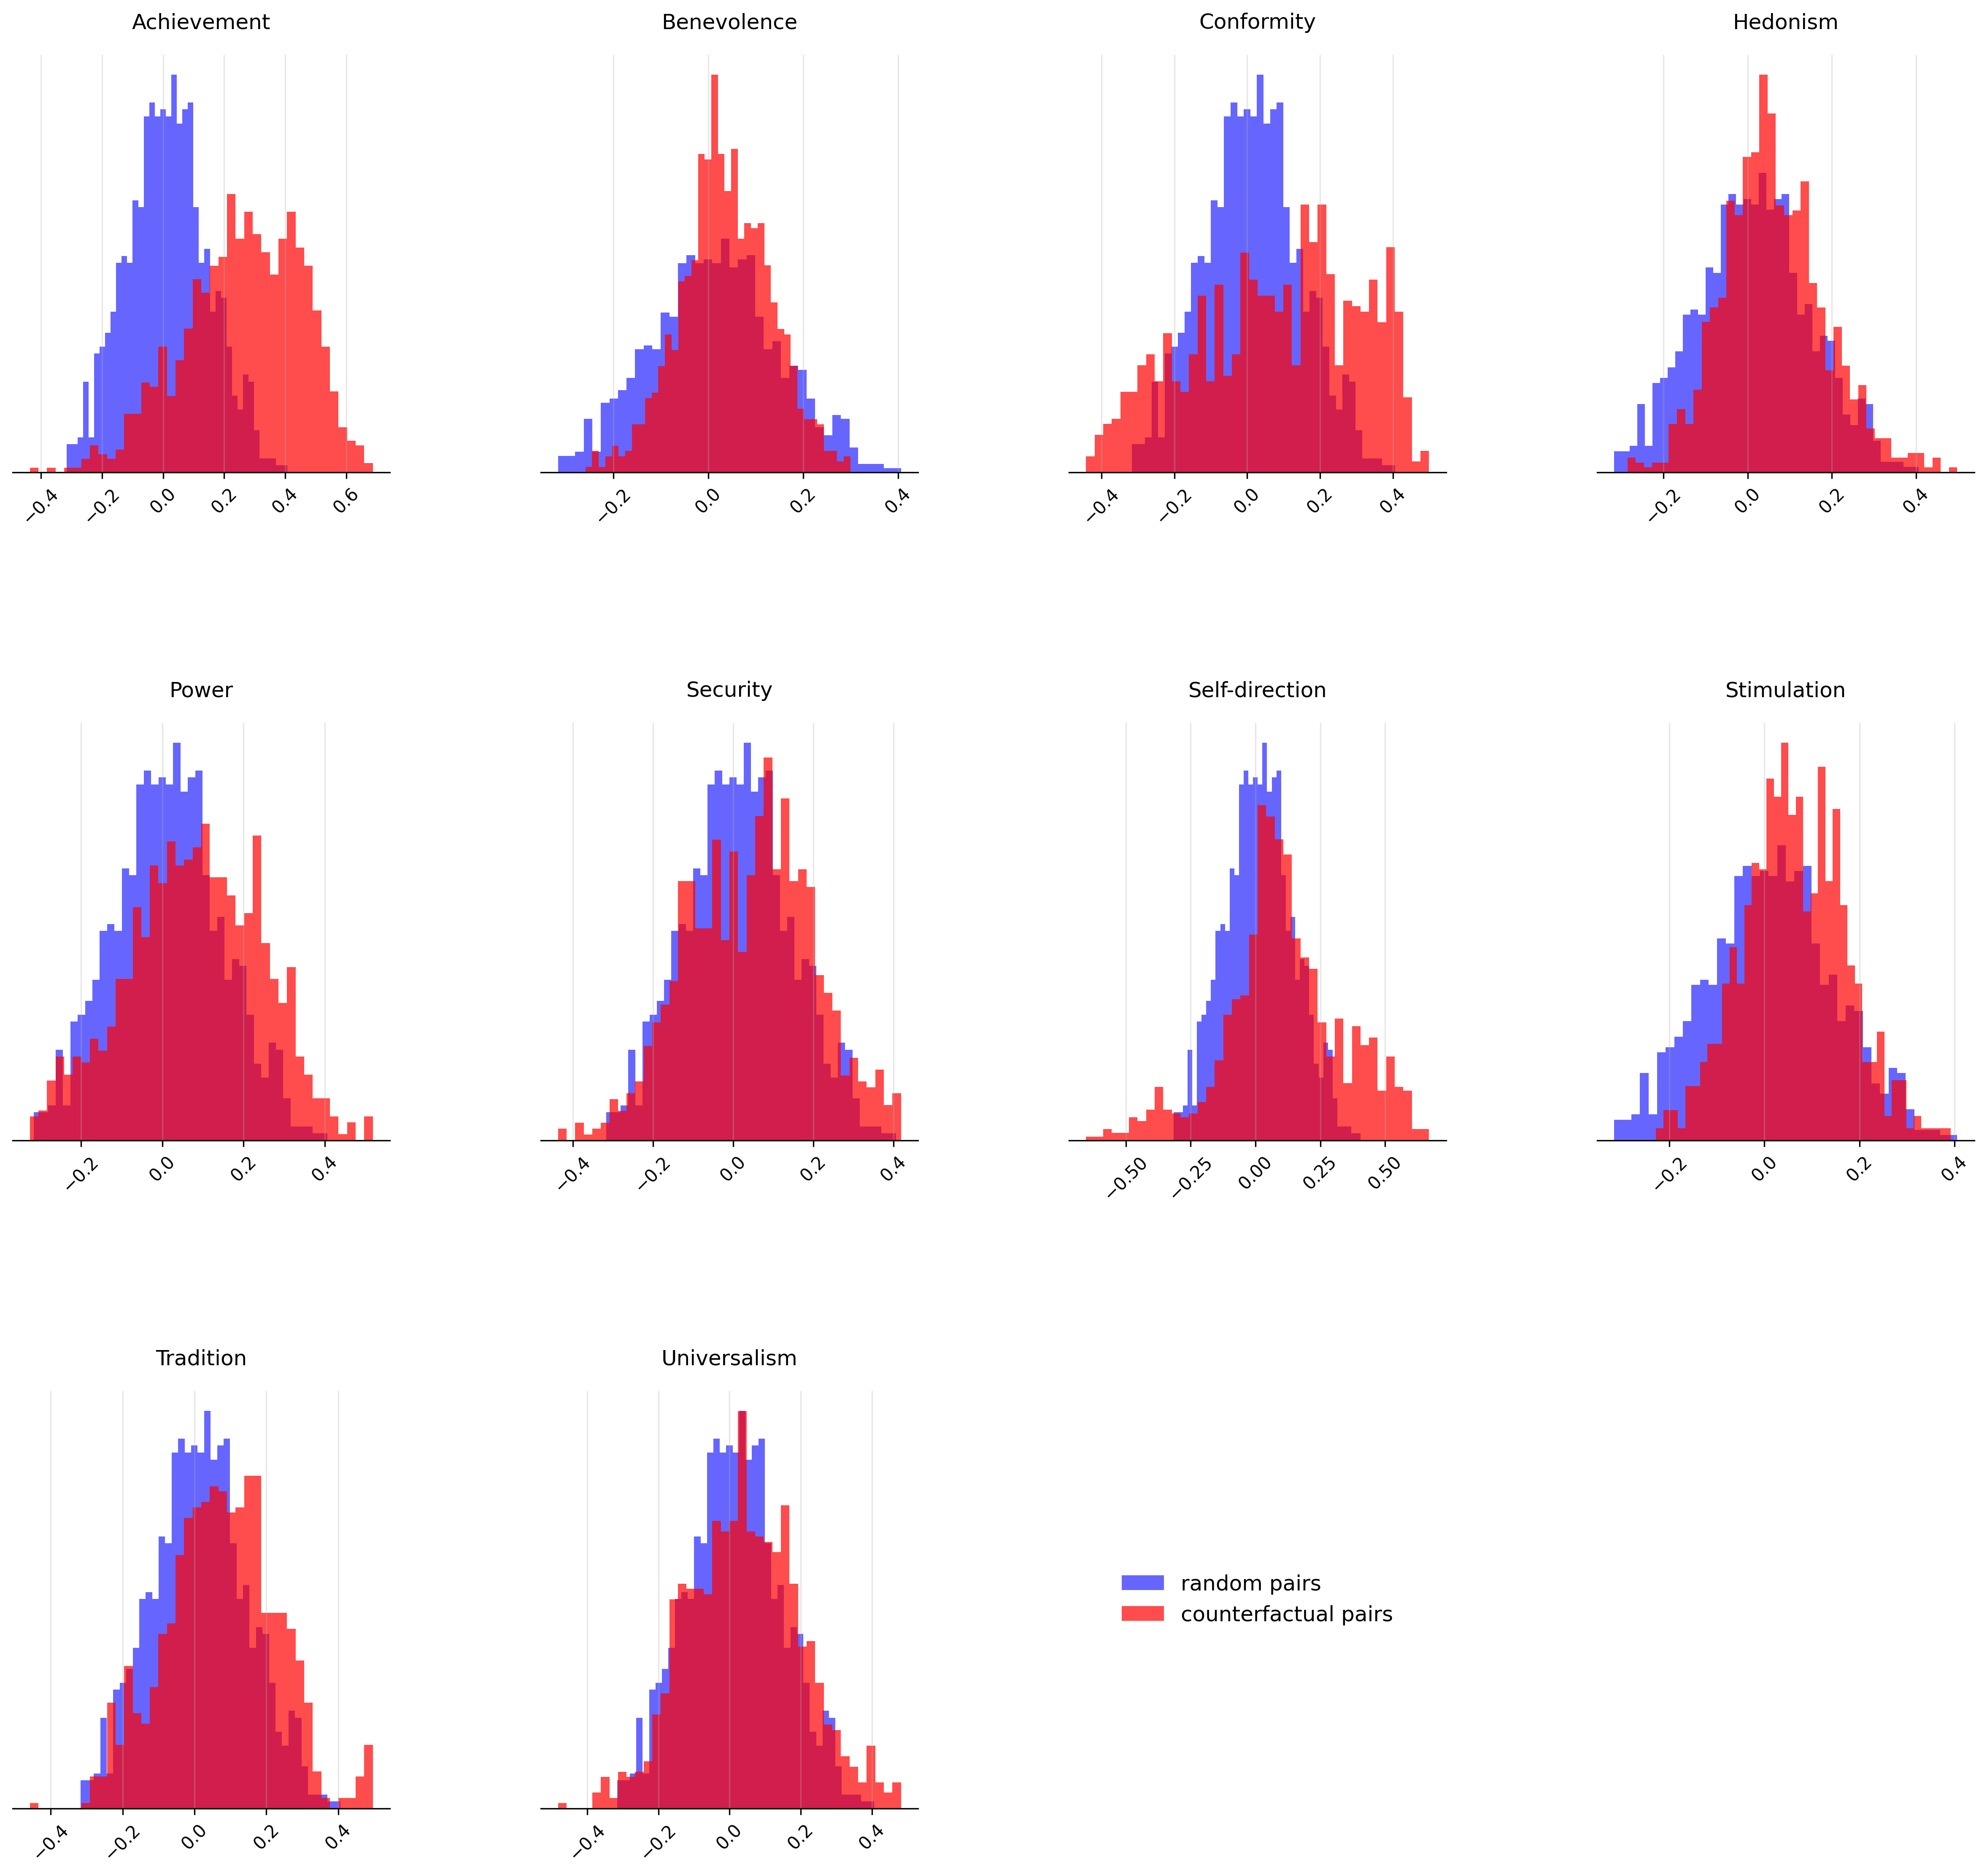 Achievement Benevolence Conformity Hedonism
−0.4 −0.2 0.0 0.2 0.4 0.6 −0.2 0.0 0.2 0.4 −0.4 −0.2 0.0 0.2 0.4 −0.2 0.0 0.2 0.4
Power Security Self-direction Stimulation
−0.2 0.0 0.2 0.4 −0.4 −0.2 0.0 0.2 0.4 −0.50 −0.25 0.00 0.25 0.50 −0.2 0.0 0.2 0.4
Tradition Universalism
random pairs
counterfactual pairs
−0.4 −0.2 0.0 0.2 0.4 −0.4 −0.2 0.0 0.2 0.4